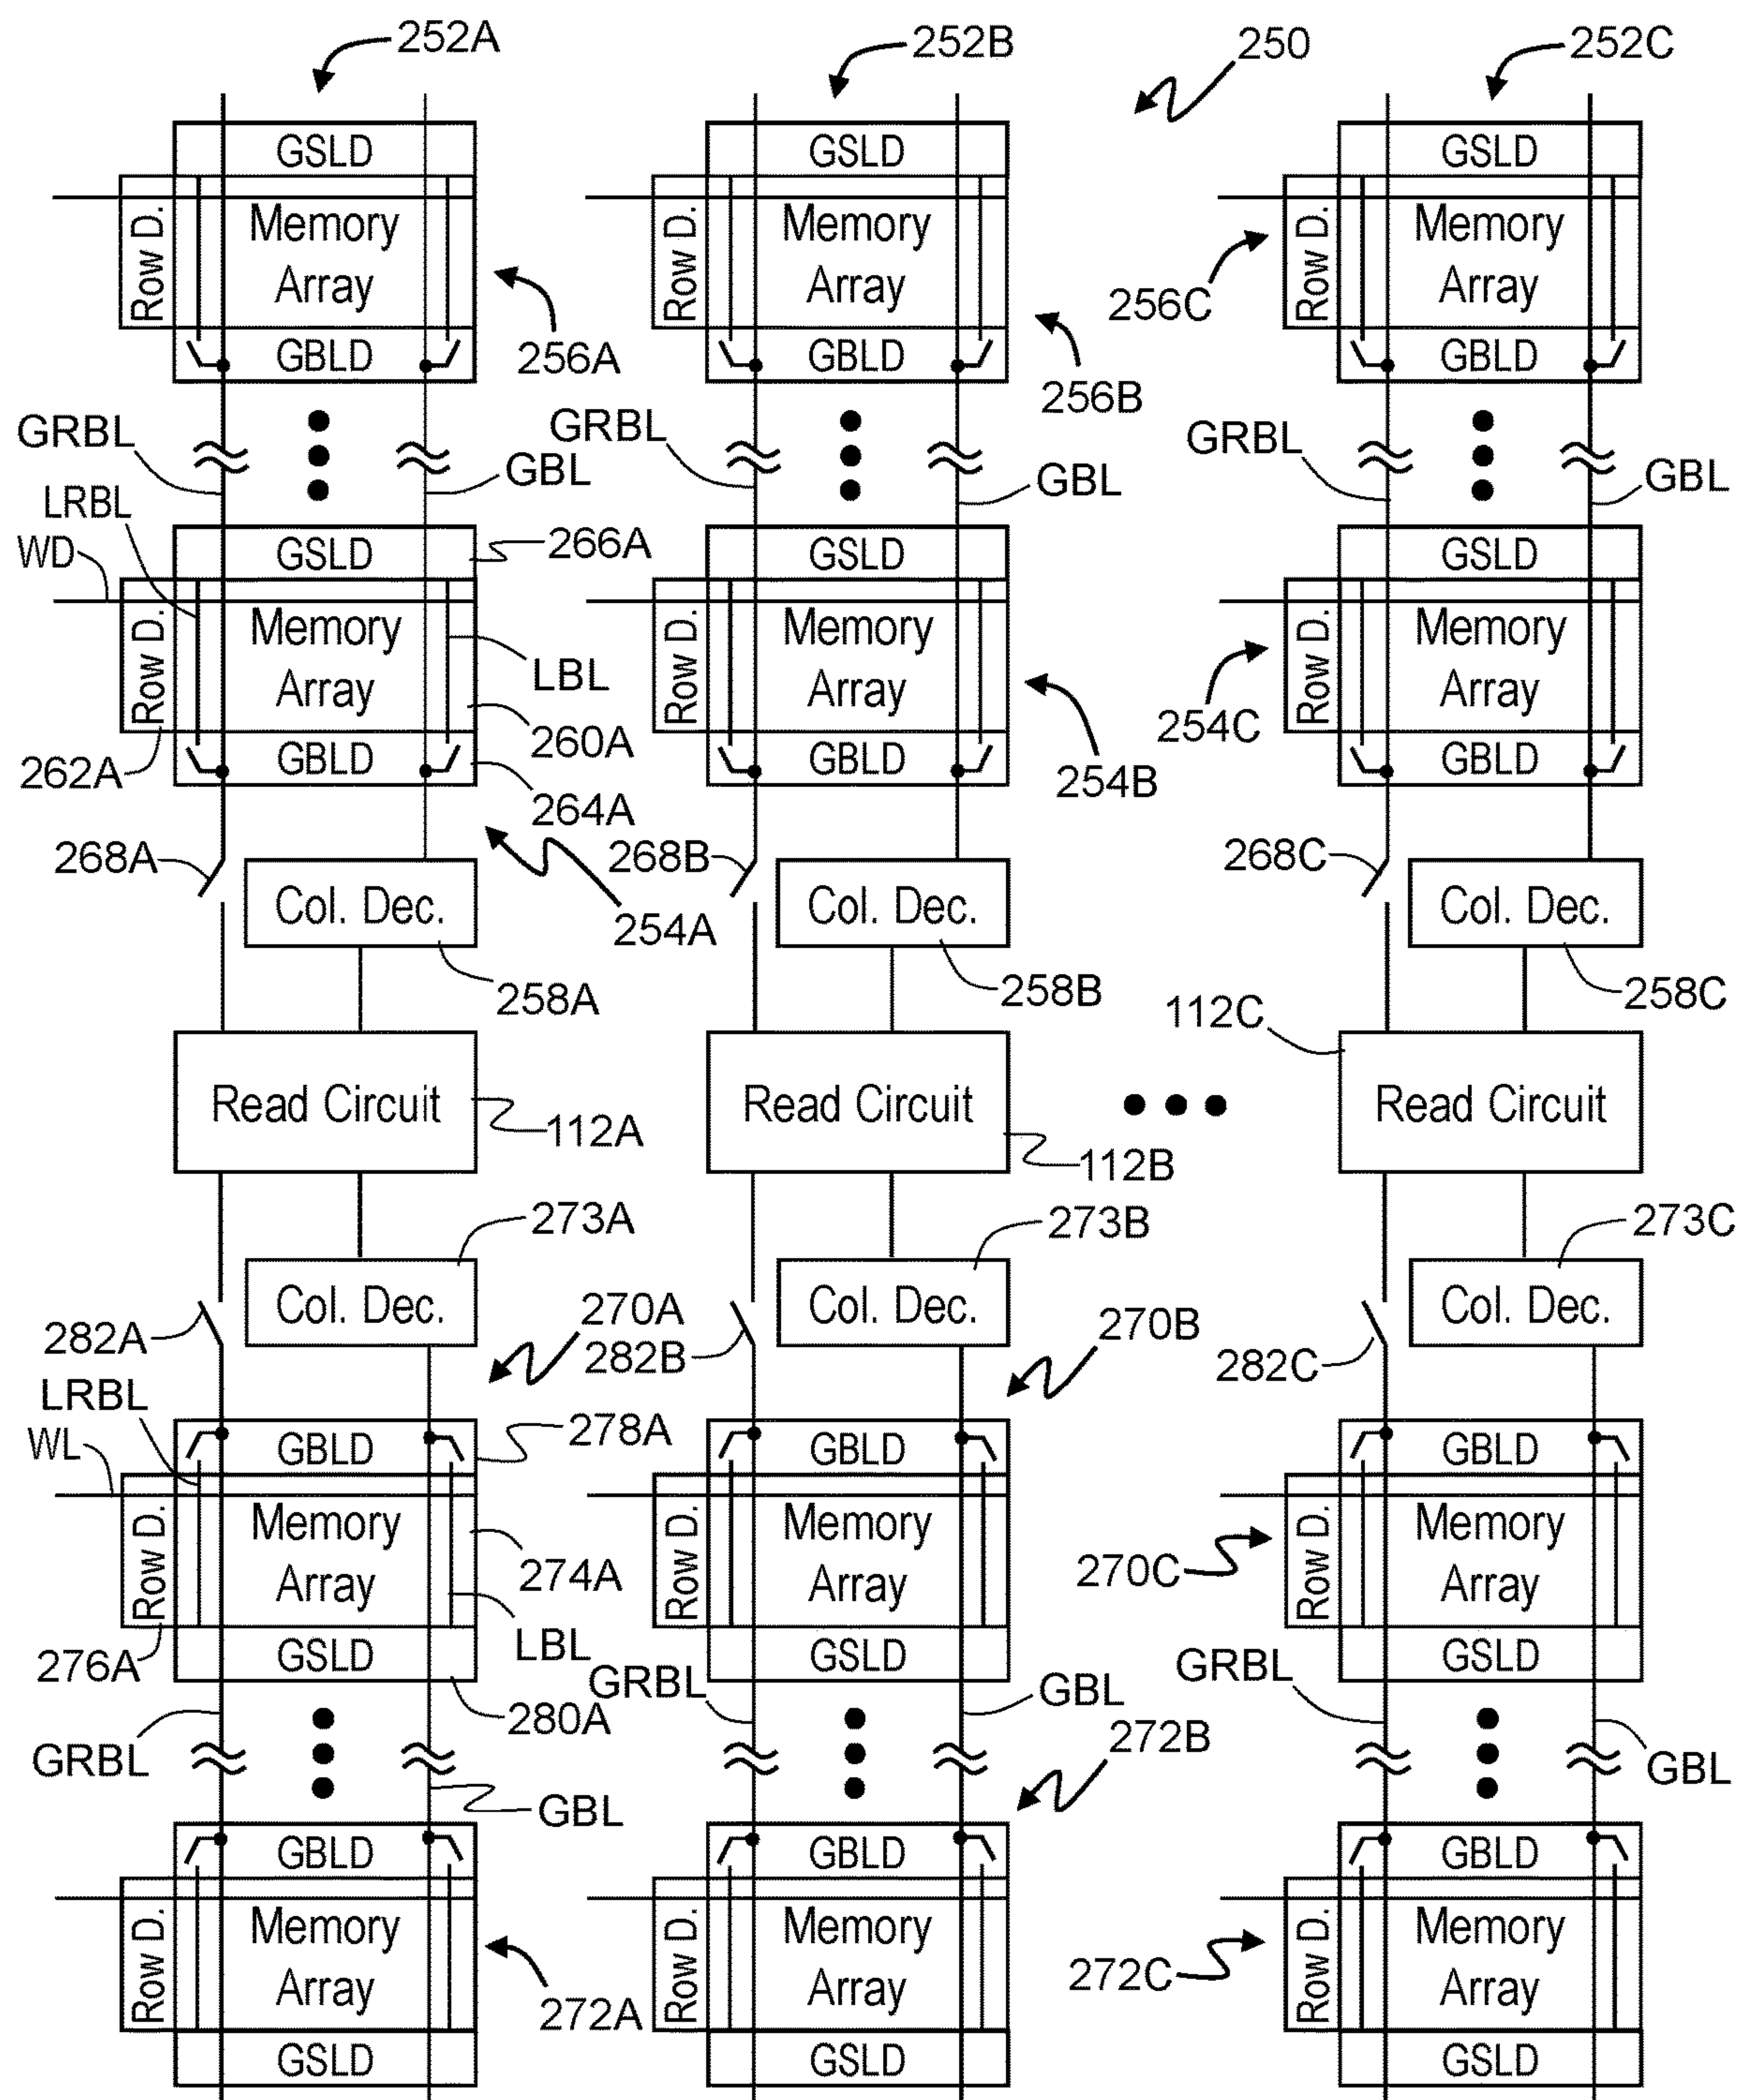 252A 252B 250 252C
GSLD GSLD GSLD
Row D. Memory Array Row D. Memory Array 256C Row D. Memory Array
GBLD 256A GBLD 256B GBLD
GRBL GBL GRBL GBL GRBL GBL
LRBL
WD GSLD 266A GSLD GSLD
Row D. Memory Array LBL Row D. Memory Array 254C Row D. Memory Array
260A
262A GBLD 264A GBLD 254B GBLD
268A Col. Dec. 254A 268B Col. Dec. 268C Col. Dec.
258A 258B 258C
112C
Read Circuit 112A Read Circuit 112B Read Circuit
273A 273B 273C
Col. Dec. 270A Col. Dec. 270B Col. Dec.
282A 282B 282C
LRBL
WL GBLD 278A GBLD GBLD
Row D. Memory Array 274A Row D. Memory Array 270C Row D. Memory Array
276A GSLD LBL GSLD GSLD
280A
GRBL GBL GRBL GBL 272B GRBL GBL
GBLD GBLD GBLD
Row D. Memory Array 272A Row D. Memory Array 272C Row D. Memory Array
GSLD GSLD GSLD